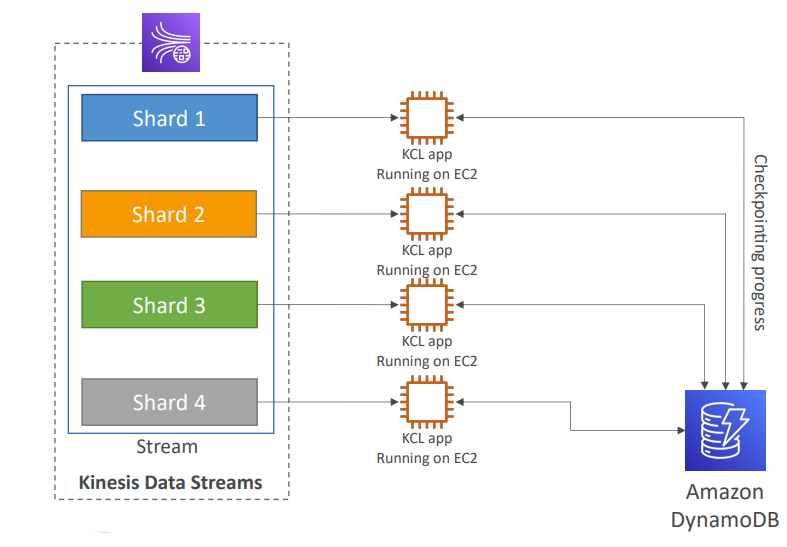 Shard 1
KCL app
Running on EC2
Shard 2
KCL app
Running on EC2
Shard 3
KCL app
Running on EC2
Shard 4
KCL app
Running on EC2
Stream
Kinesis Data Streams
Checkpointing progress
Amazon
DynamoDB